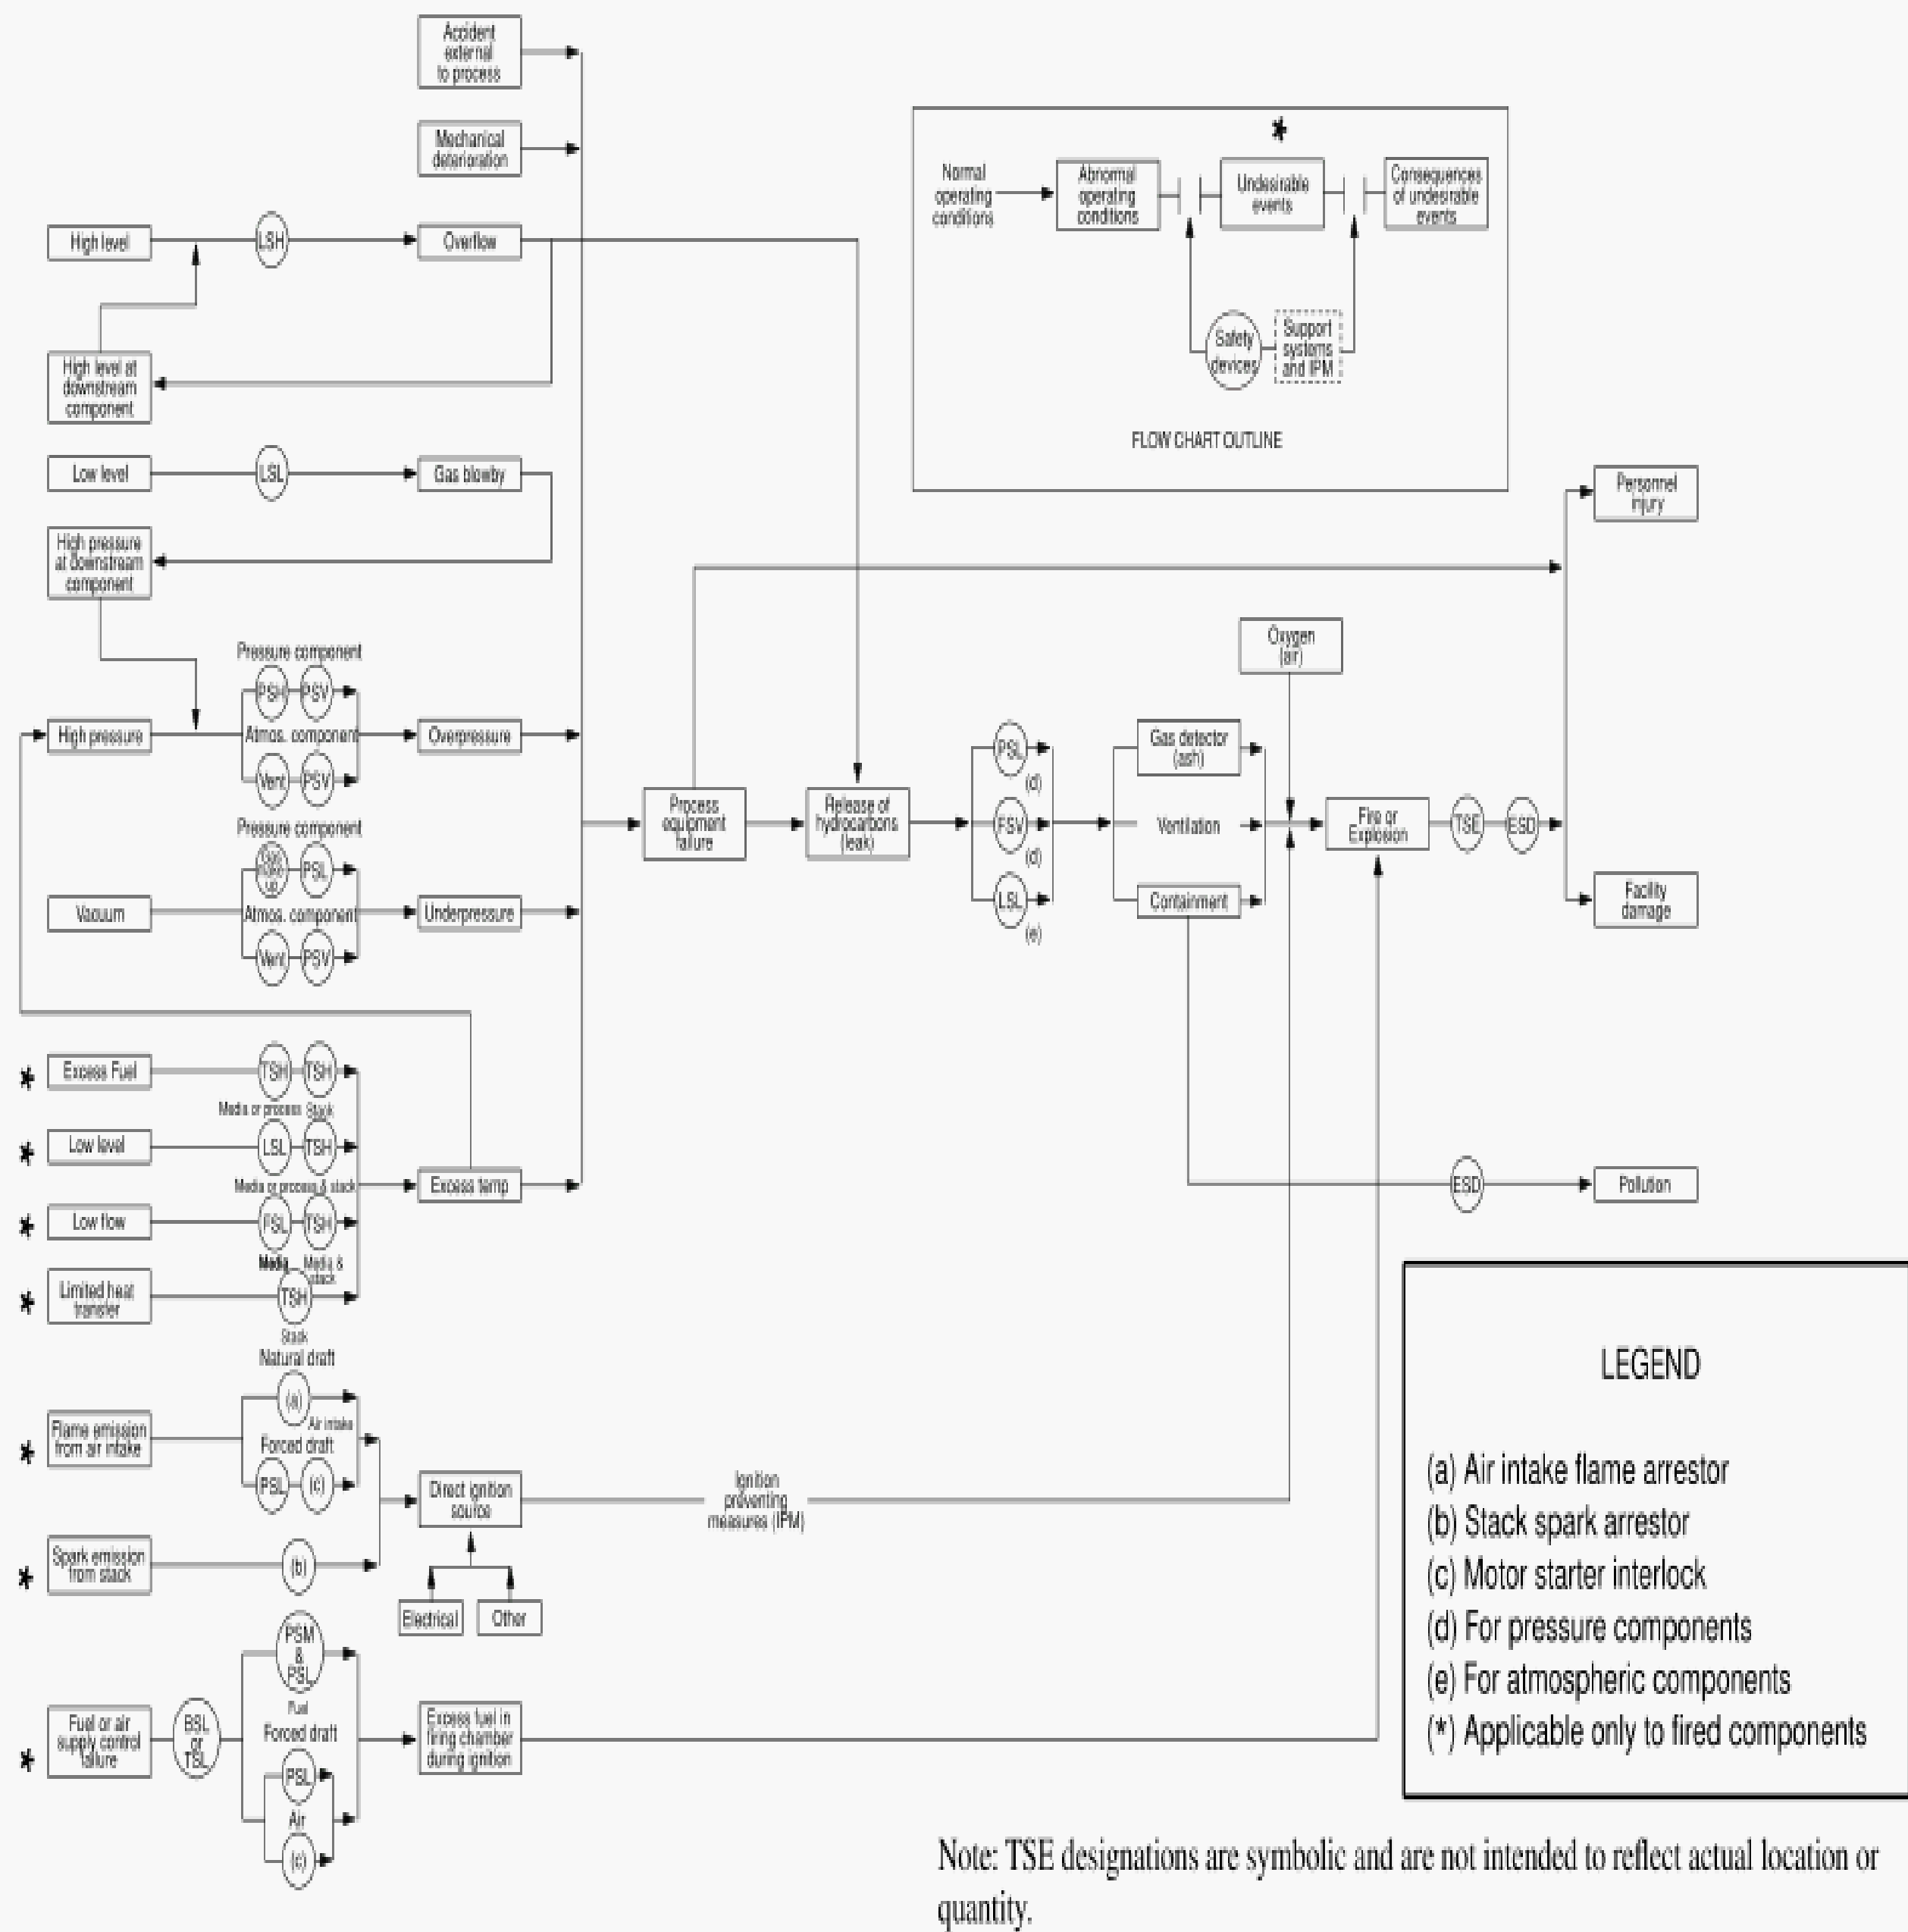 Accident
external
to process
Mechanical
deterioration
High level
LSH
Overflow
High level at
downstream
component
Low level
LSL
Gas blowby
High pressure
at downstream
component
*
Normal
operating
conditions
Abnormal
operating
conditions
Undesirable
events
Consequences
of undesirable
events
Safety
devices
Support
systems
and IPM
FLOW CHART OUTLINE
Personnel
injury
Pressure component
PSH
PSV
High pressure
Atmos. component
Overpressure
Vent
PSV
Pressure component
up
PSL
Vacuum
Atmos. component
Underpressure
Vent
PSV
Process
equipment
failure
Release of
hydrocarbons
(leak)
PSL
(d)
FSV
(d)
LSL
(e)
Gas detector
(ash)
Ventilation
Containment
Oxygen
(air)
Fire or
Explosion
TSE
ESD
Facility
damage
* Excess Fuel
TSH
TSH
Media or process Stack
* Low level
LSL
TSH
Media or process & stack
Excess temp
* Low flow
FSL
TSH
Media
Media &
stack
* Limited heat
transfer
TSH
Stack
ESD
Pollution
Natural draft
(a)
Air intake
* Flame emission
from air intake
Forced draft
PSL
(c)
Direct ignition
source
Ignition
preventing
measures (IPM)
* Spark emission
from stack
(b)
Electrical
Other
PSM
&
PSL
Fuel
* Fuel or air
supply control
failure
BSL
or
TSL
Forced draft
PSL
Air
(c)
Excess fuel in
firing chamber
during ignition
LEGEND
(a) Air intake flame arrestor
(b) Stack spark arrestor
(c) Motor starter interlock
(d) For pressure components
(e) For atmospheric components
(*) Applicable only to fired components
Note: TSE designations are symbolic and are not intended to reflect actual location or
quantity.